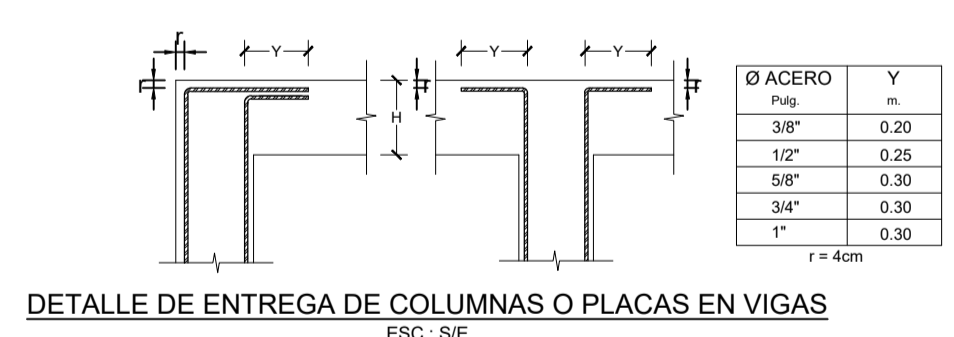 r
Y
r
H
Y
r
Y
r
Ø ACERO Y
Pulg. m.
3/8" 0.20
1/2" 0.25
5/8" 0.30
3/4" 0.30
1" 0.30
r = 4cm
DETALLE DE ENTREGA DE COLUMNAS O PLACAS EN VIGAS
ESC : S/E